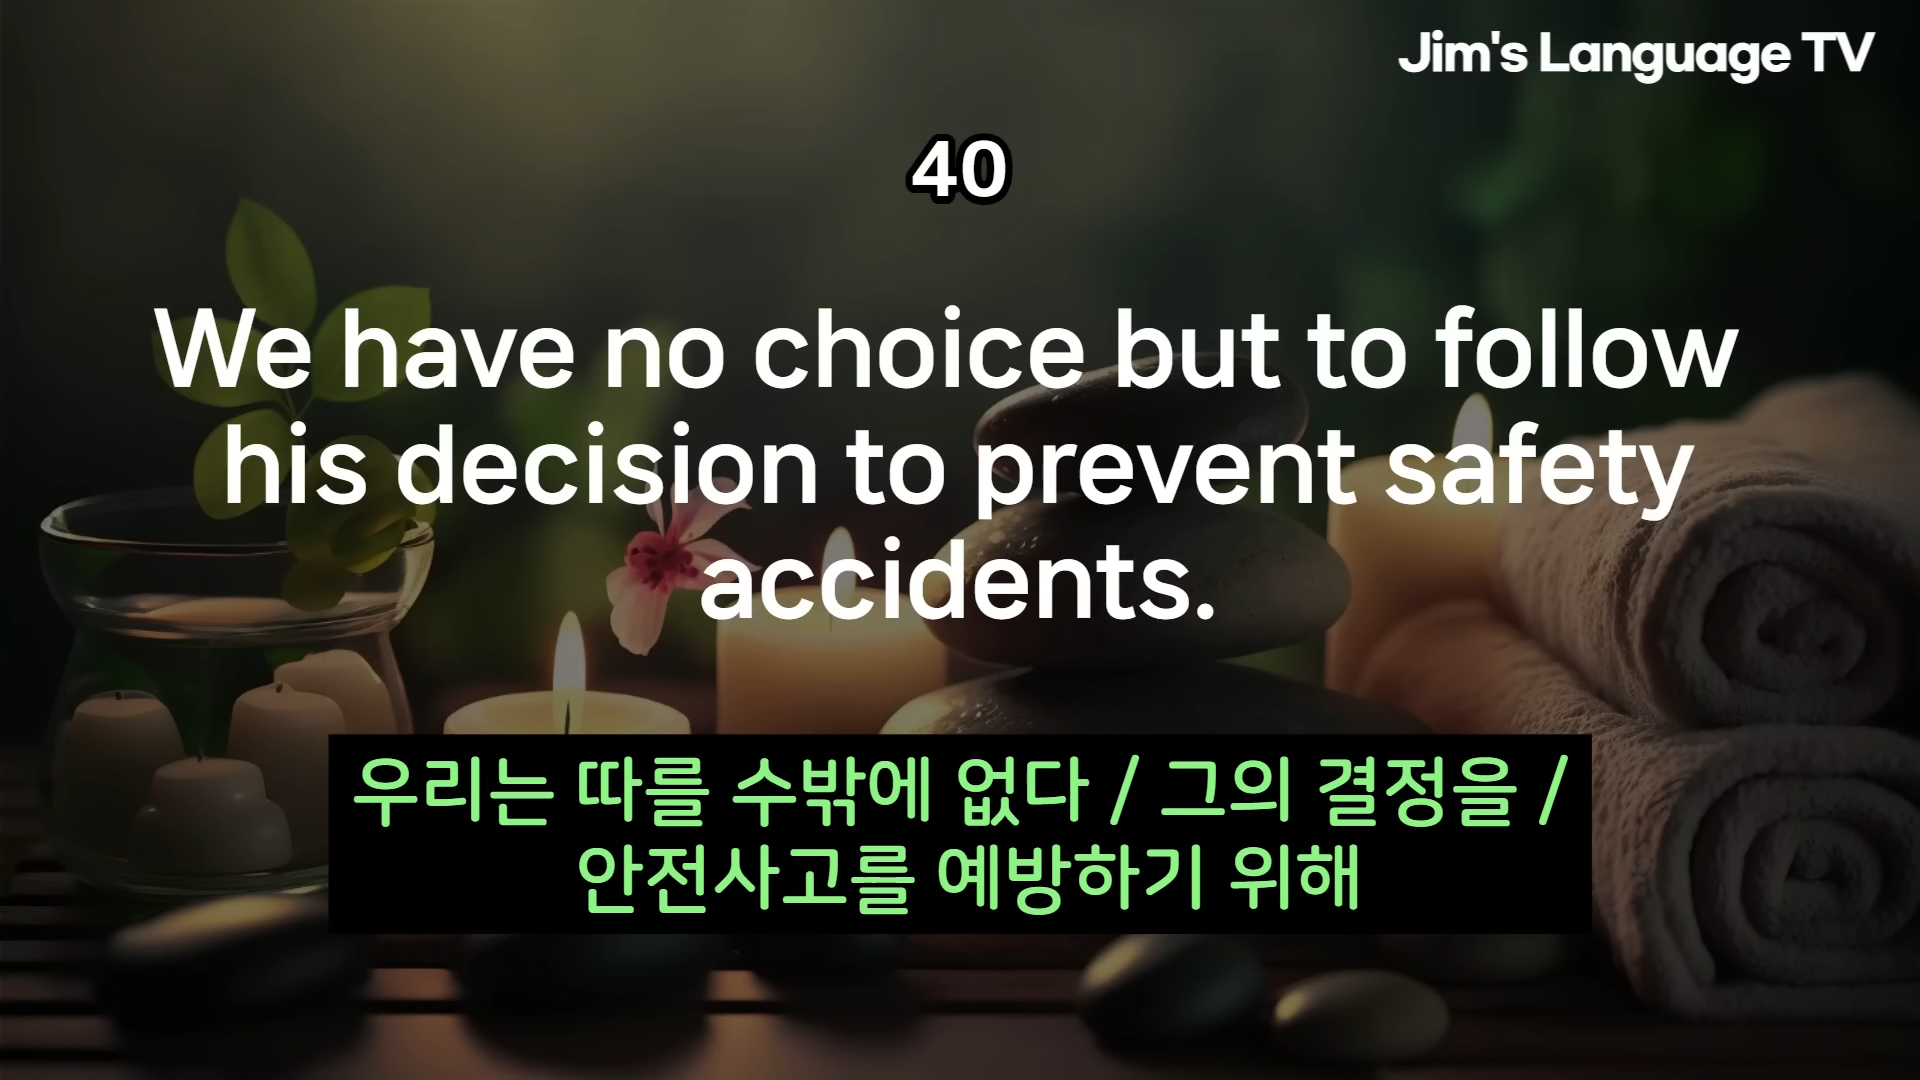 Jim's Language TV
40
We have no choice but to follow
his decision to prevent safety
accidents.
우리는 따를 수밖에 없다 / 그의 결정을 /
안전사고를 예방하기 위해